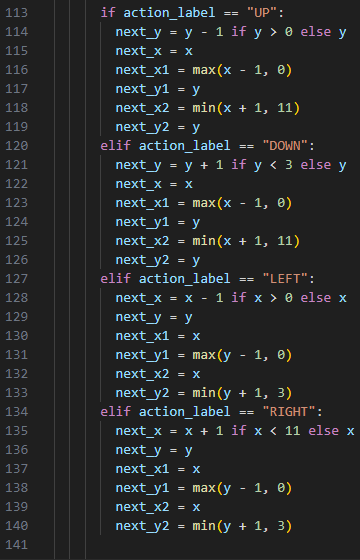 113 if action_label == "UP":
114 next_y = y - 1 if y > 0 else y
115 next_x = x
116 next_x1 = max(x - 1, 0)
117 next_y1 = y
118 next_x2 = min(x + 1, 11)
119 next_y2 = y
120 elif action_label == "DOWN":
121 next_y = y + 1 if y < 3 else y
122 next_x = x
123 next_x1 = max(x - 1, 0)
124 next_y1 = y
125 next_x2 = min(x + 1, 11)
126 next_y2 = y
127 elif action_label == "LEFT":
128 next_x = x - 1 if x > 0 else x
129 next_y = y
130 next_x1 = x
131 next_y1 = max(y - 1, 0)
132 next_x2 = x
133 next_y2 = min(y + 1, 3)
134 elif action_label == "RIGHT":
135 next_x = x + 1 if x < 11 else x
136 next_y = y
137 next_x1 = x
138 next_y1 = max(y - 1, 0)
139 next_x2 = x
140 next_y2 = min(y + 1, 3)
141